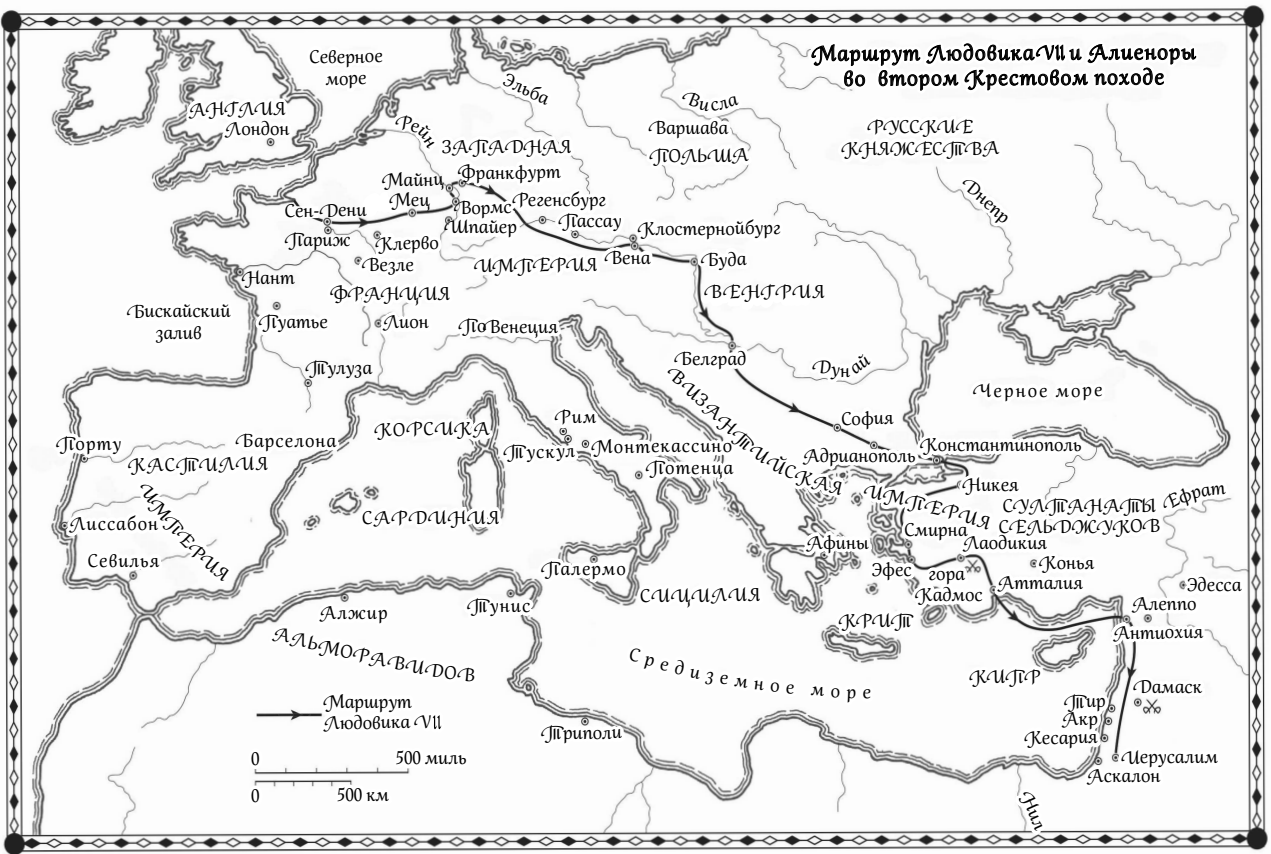 Маршрут Людовика VII и Алиеноры
во втором Крестовом походе
Северное
море
АНГЛИЯ
Лондон
Эльба
Висла
Варшава
ПОЛЬША
РУССКИЕ
КНЯЖЕСТВА
Днепр
Рейн
ЗАПАДНАЯ
Франкфурт
Майнц
Мец
Вормс
Шпайер
Регенсбург
Пассау
Клостернойбург
Вена
Буда
ИМПЕРИЯ
ВЕНГРИЯ
Сен-Дени
Париж
Клерво
Везле
Нант
ФРАНЦИЯ
Пуатье
Лион
Бискайский
залив
По
Венеция
Тулуза
Белград
Дунай
Черное море
ВИЗАНТИЙСКАЯ
ИМПЕРИЯ
София
Адрианополь
Константинополь
Никея
СУЛТАНАТЫ
СЕЛЬДЖУКОВ
Евфрат
Порту
КАСТИЛИЯ
Барселона
КОРСИКА
Рим
Тускул
Монтекассино
Потенца
ИМПЕРИЯ
Лиссабон
Севилья
САРДИНИЯ
Палермо
СИЦИЛИЯ
Афины
Смирна
Эфес
Лаодикия
гора
Кадмос
Конья
Атталия
Эдесса
Алеппо
Антиохия
Алжир
Тунис
АЛЬМОРАВИДОВ
КРИТ
КИПР
Средиземное море
Триполи
Дамаск
Тир
Акр
Кесария
Иерусалим
Аскалон
Нил
Маршрут
Людовика VII
0 500 миль
0 500 км